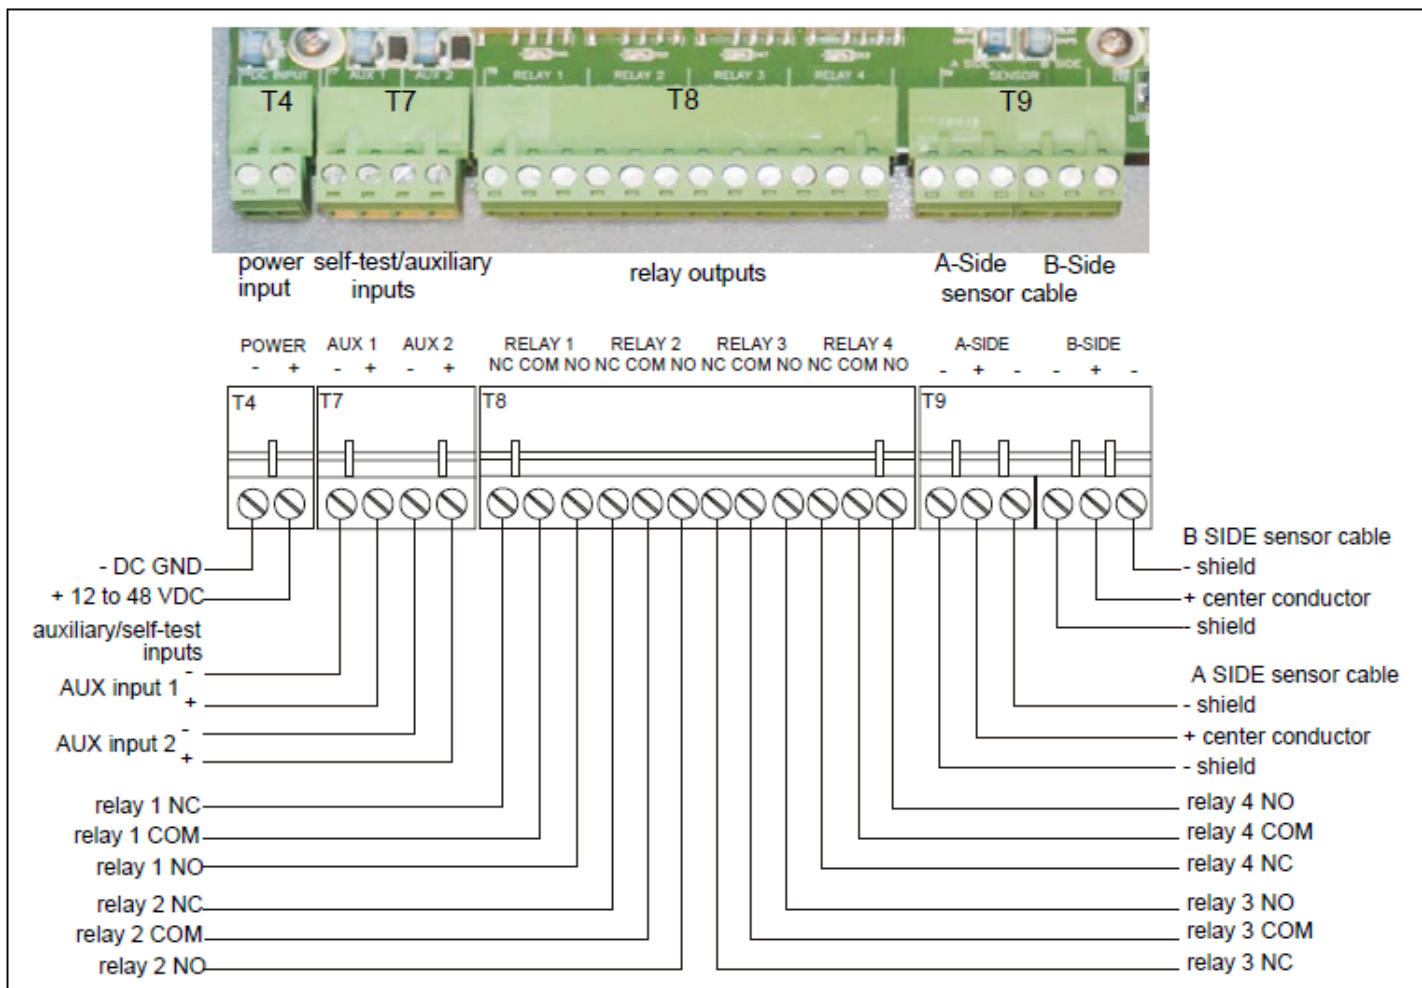 DC INPUT AUX 1 AUX 2 RELAY 1 RELAY 2 RELAY 3 RELAY 4 A SIDE SENSOR B SIDE
T4 T7 T8 T9
power self-test/auxiliary relay outputs A-Side B-Side
input inputs sensor cable
POWER AUX 1 AUX 2 RELAY 1 RELAY 2 RELAY 3 RELAY 4 A-SIDE B-SIDE
- + - + - + NC COM NO NC COM NO NC COM NO NC COM NO - + - - + -
T4 T7 T8 T9
- DC GND
+ 12 to 48 VDC
auxiliary/self-test
inputs
-
AUX input 1
+
-
AUX input 2
+
relay 1 NC
relay 1 COM
relay 1 NO
relay 2 NC
relay 2 COM
relay 2 NO
B SIDE sensor cable
- shield
+ center conductor
- shield
A SIDE sensor cable
- shield
+ center conductor
- shield
relay 4 NO
relay 4 COM
relay 4 NC
relay 3 NO
relay 3 COM
relay 3 NC